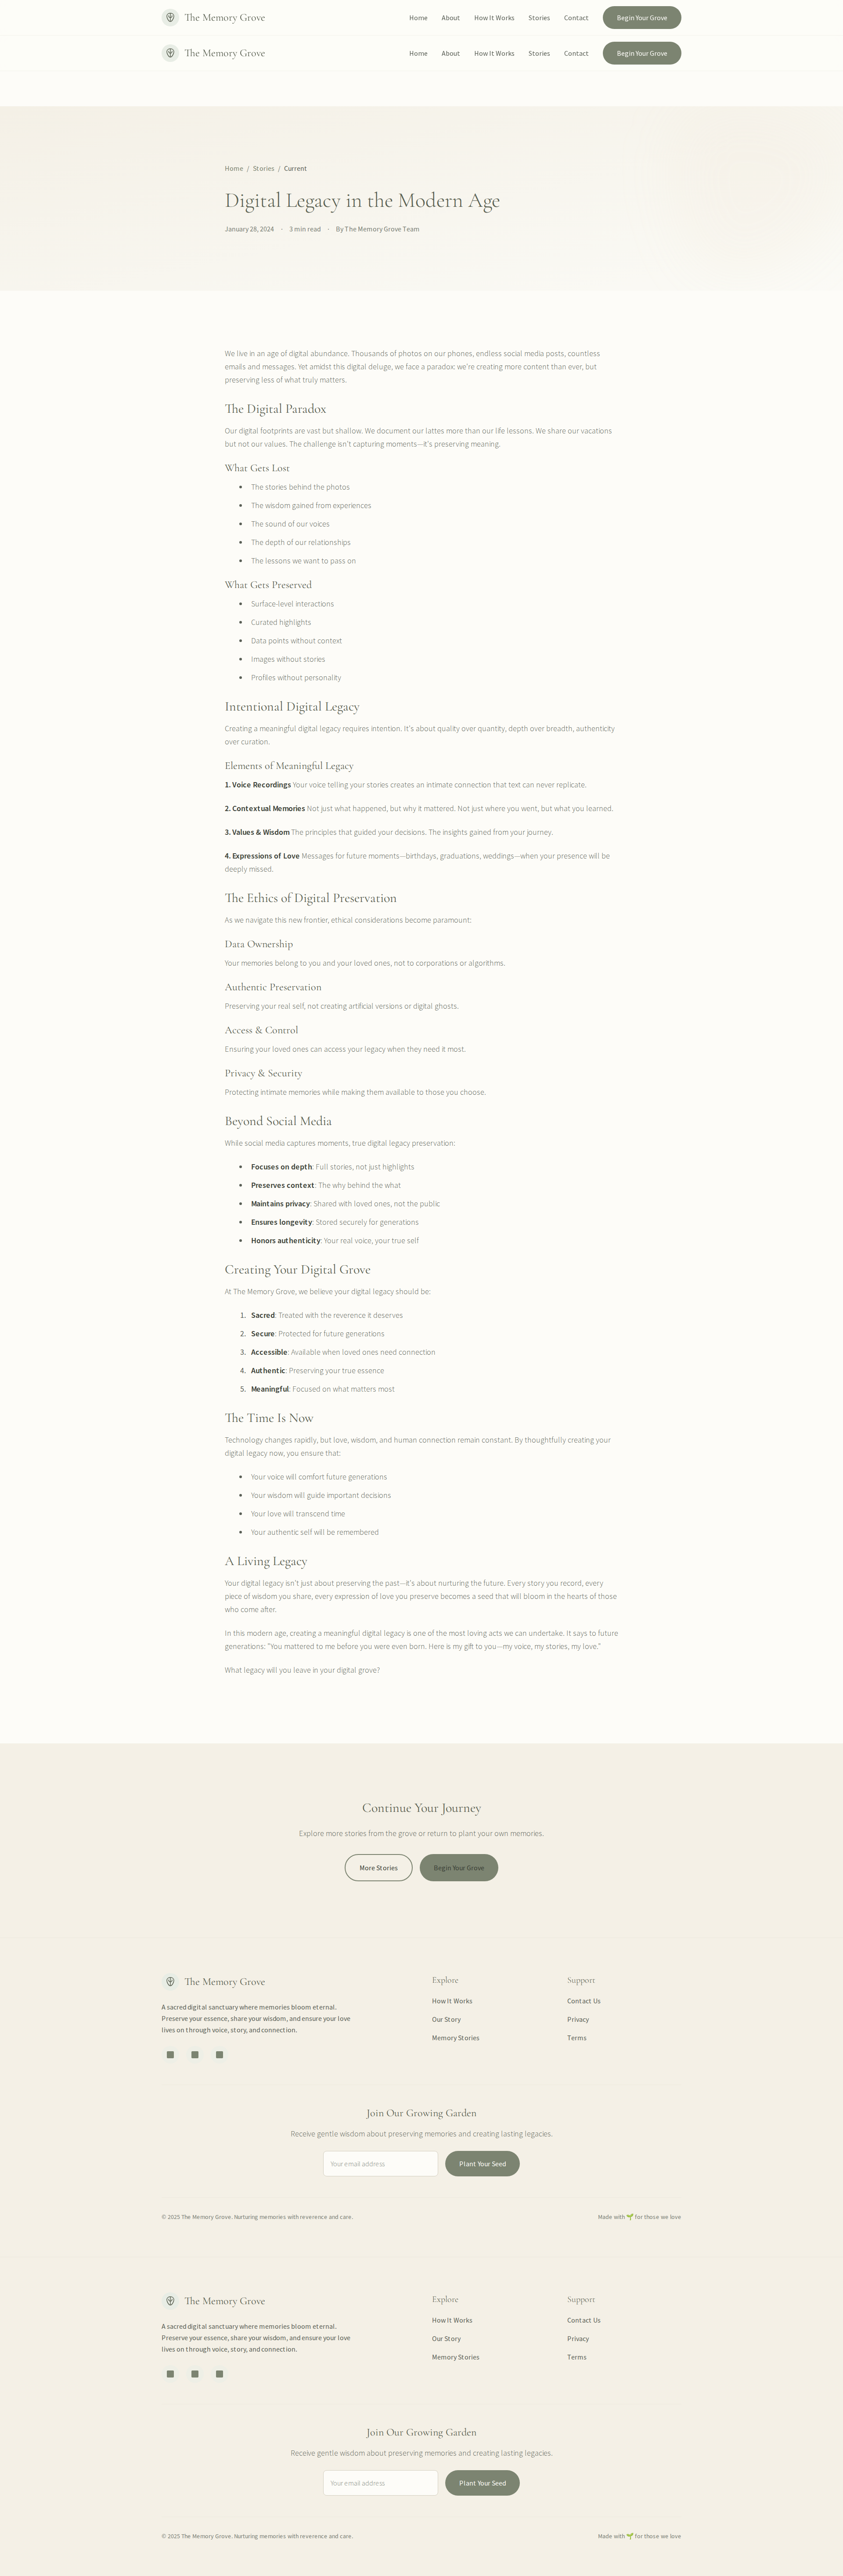 The Memory Grove
Home About How It Works Stories Contact Begin Your Grove
The Memory Grove
Home About How It Works Stories Contact Begin Your Grove
Home / Stories / Current
Digital Legacy in the Modern Age
January 28, 2024 · 3 min read · By The Memory Grove Team
We live in an age of digital abundance. Thousands of photos on our phones, endless social media posts, countless
emails and messages. Yet amidst this digital deluge, we face a paradox: we're creating more content than ever, but
preserving less of what truly matters.
The Digital Paradox
Our digital footprints are vast but shallow. We document our lattes more than our life lessons. We share our vacations
but not our values. The challenge isn't capturing moments—it's preserving meaning.
What Gets Lost
• The stories behind the photos
• The wisdom gained from experiences
• The sound of our voices
• The depth of our relationships
• The lessons we want to pass on
What Gets Preserved
• Surface-level interactions
• Curated highlights
• Data points without context
• Images without stories
• Profiles without personality
Intentional Digital Legacy
Creating a meaningful digital legacy requires intention. It's about quality over quantity, depth over breadth, authenticity
over curation.
Elements of Meaningful Legacy
1. Voice Recordings Your voice telling your stories creates an intimate connection that text can never replicate.
2. Contextual Memories Not just what happened, but why it mattered. Not just where you went, but what you learned.
3. Values & Wisdom The principles that guided your decisions. The insights gained from your journey.
4. Expressions of Love Messages for future moments—birthdays, graduations, weddings—when your presence will be
deeply missed.
The Ethics of Digital Preservation
As we navigate this new frontier, ethical considerations become paramount:
Data Ownership
Your memories belong to you and your loved ones, not to corporations or algorithms.
Authentic Preservation
Preserving your real self, not creating artificial versions or digital ghosts.
Access & Control
Ensuring your loved ones can access your legacy when they need it most.
Privacy & Security
Protecting intimate memories while making them available to those you choose.
Beyond Social Media
While social media captures moments, true digital legacy preservation:
• Focuses on depth: Full stories, not just highlights
• Preserves context: The why behind the what
• Maintains privacy: Shared with loved ones, not the public
• Ensures longevity: Stored securely for generations
• Honors authenticity: Your real voice, your true self
Creating Your Digital Grove
At The Memory Grove, we believe your digital legacy should be:
1. Sacred: Treated with the reverence it deserves
2. Secure: Protected for future generations
3. Accessible: Available when loved ones need connection
4. Authentic: Preserving your true essence
5. Meaningful: Focused on what matters most
The Time Is Now
Technology changes rapidly, but love, wisdom, and human connection remain constant. By thoughtfully creating your
digital legacy now, you ensure that:
• Your voice will comfort future generations
• Your wisdom will guide important decisions
• Your love will transcend time
• Your authentic self will be remembered
A Living Legacy
Your digital legacy isn't just about preserving the past—it's about nurturing the future. Every story you record, every
piece of wisdom you share, every expression of love you preserve becomes a seed that will bloom in the hearts of those
who come after.
In this modern age, creating a meaningful digital legacy is one of the most loving acts we can undertake. It says to future
generations: "You mattered to me before you were even born. Here is my gift to you—my voice, my stories, my love."
What legacy will you leave in your digital grove?
Continue Your Journey
Explore more stories from the grove or return to plant your own memories.
More Stories Begin Your Grove
The Memory Grove
A sacred digital sanctuary where memories bloom eternal.
Preserve your essence, share your wisdom, and ensure your love
lives on through voice, story, and connection.
Explore
How It Works
Our Story
Memory Stories
Support
Contact Us
Privacy
Terms
Join Our Growing Garden
Receive gentle wisdom about preserving memories and creating lasting legacies.
Your email address Plant Your Seed
© 2025 The Memory Grove. Nurturing memories with reverence and care.
Made with 🌱 for those we love
The Memory Grove
A sacred digital sanctuary where memories bloom eternal.
Preserve your essence, share your wisdom, and ensure your love
lives on through voice, story, and connection.
Explore
How It Works
Our Story
Memory Stories
Support
Contact Us
Privacy
Terms
Join Our Growing Garden
Receive gentle wisdom about preserving memories and creating lasting legacies.
Your email address Plant Your Seed
© 2025 The Memory Grove. Nurturing memories with reverence and care.
Made with 🌱 for those we love